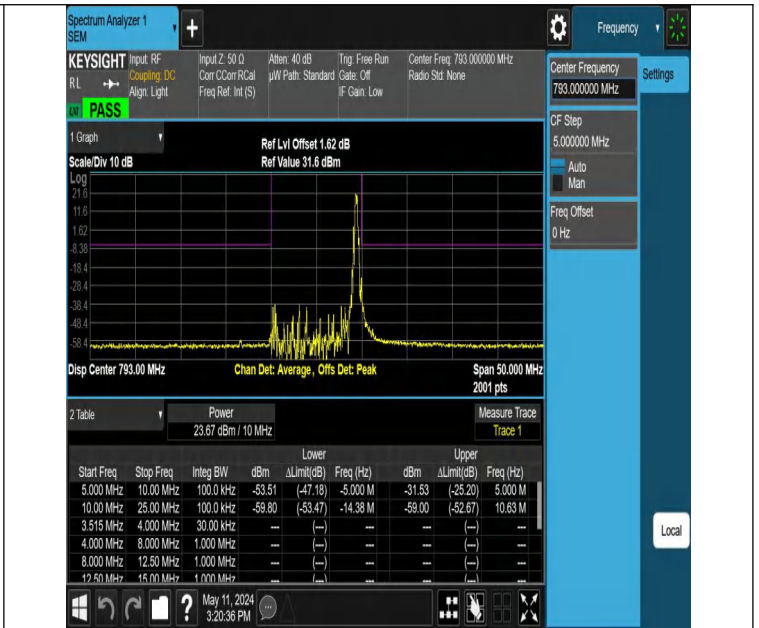 Spectrum Analyzer 1
SEM
+
Frequency
KEYSIGHT
RL
LXI
PASS
Input: RF
Coupling: DC
Align: Light
Input Z: 50 Ω
Corr CCorr RCal
Freq Ref: Int (S)
Atten: 40 dB
µW Path: Standard
Trig: Free Run
Gate: Off
IF Gain: Low
Center Freq: 793.000000 MHz
Radio Std: None
Center Frequency
793.000000 MHz
Settings
CF Step
5.000000 MHz
Auto
Man
Freq Offset
0 Hz
Local
1 Graph
Scale/Div 10 dB
Ref Lvl Offset 1.62 dB
Ref Value 31.6 dBm
Log
21.6
11.6
1.62
-8.38
-18.4
-28.4
-38.4
-48.4
-58.4
Disp Center 793.00 MHz
Chan Det: Average , Offs Det: Peak
Span 50.000 MHz
2001 pts
2 Table
Power
23.67 dBm / 10 MHz
Measure Trace
Trace 1
Lower Upper
Start Freq Stop Freq Integ BW dBm ΔLimit(dB) Freq (Hz) dBm ΔLimit(dB) Freq (Hz)
5.000 MHz 10.00 MHz 100.0 kHz -53.51 (-47.18) -5.000 M -31.53 (-25.20) 5.000 M
10.00 MHz 25.00 MHz 100.0 kHz -59.80 (-53.47) -14.38 M -59.00 (-52.67) 10.63 M
3.515 MHz 4.000 MHz 30.00 kHz --- (---) --- --- (---) ---
4.000 MHz 8.000 MHz 1.000 MHz --- (---) --- --- (---) ---
8.000 MHz 12.50 MHz 1.000 MHz --- (---) --- --- (---) ---
12.50 MHz 15.00 MHz 1.000 MHz --- (---) --- --- (---) ---
?
May 11, 2024
3:20:36 PM